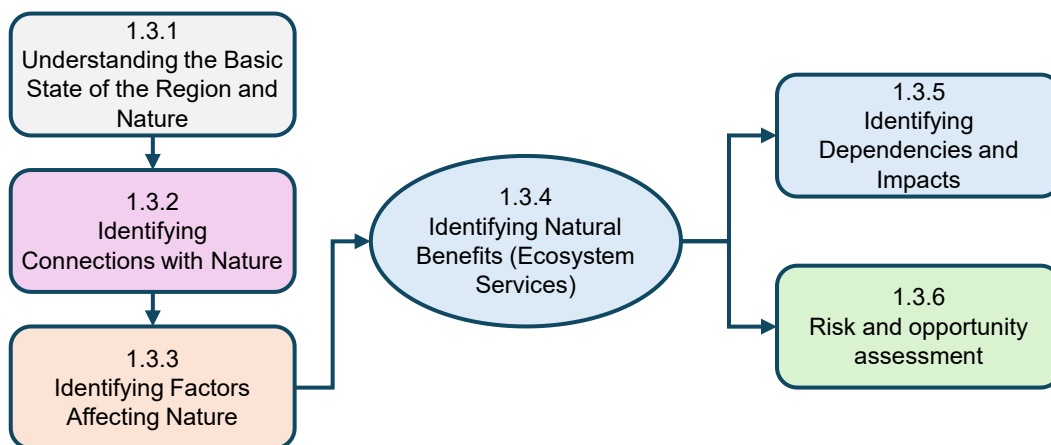 1.3.1
Understanding the Basic
State of the Region and
Nature
1.3.2
Identifying
Connections with Nature
1.3.3
Identifying Factors
Affecting Nature
1.3.4
Identifying Natural
Benefits (Ecosystem
Services)
1.3.5
Identifying
Dependencies and
Impacts
1.3.6
Risk and opportunity
assessment